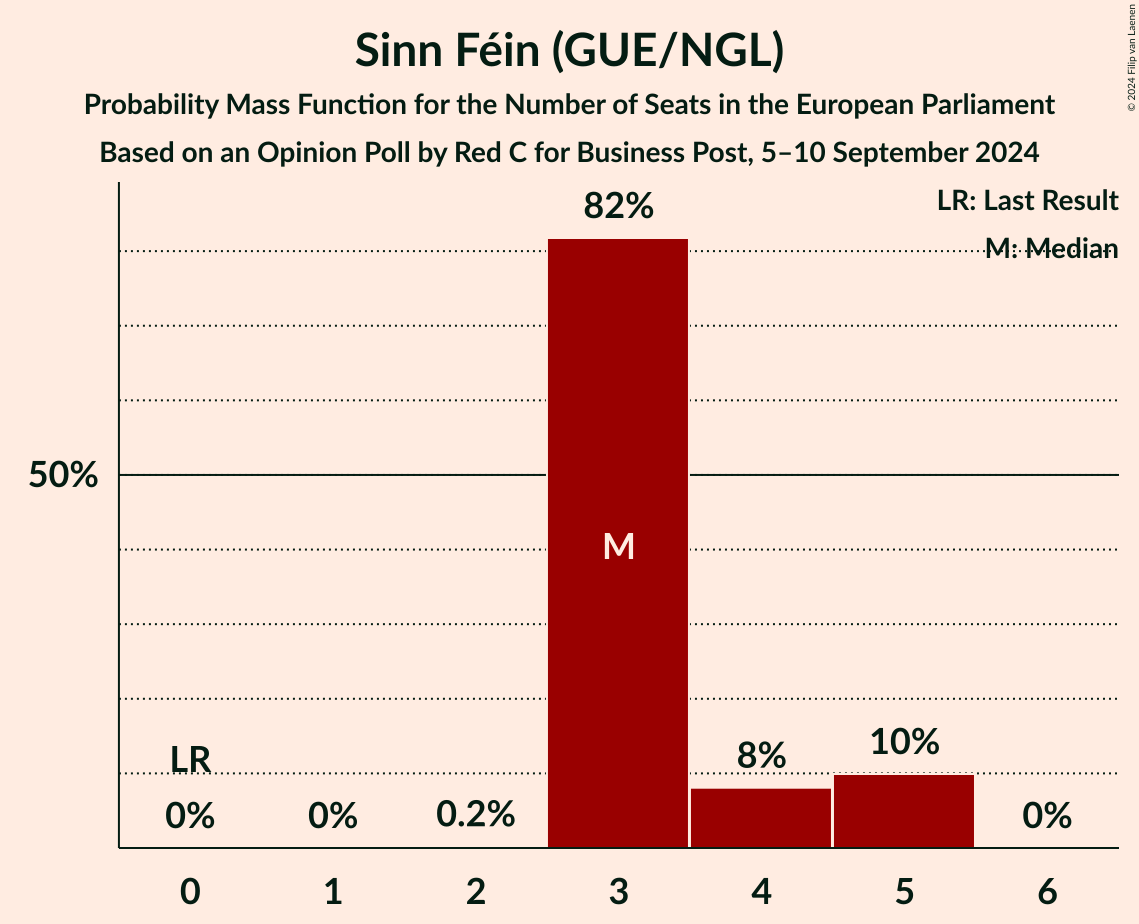 Sinn Féin (GUE/NGL)
Probability Mass Function for the Number of Seats in the European Parliament
Based on an Opinion Poll by Red C for Business Post, 5–10 September 2024
© 2024 Filip van Laenen
LR: Last Result
M: Median
82%
50%
M
LR
8%
10%
0%
0%
0.2%
0%
0
1
2
3
4
5
6